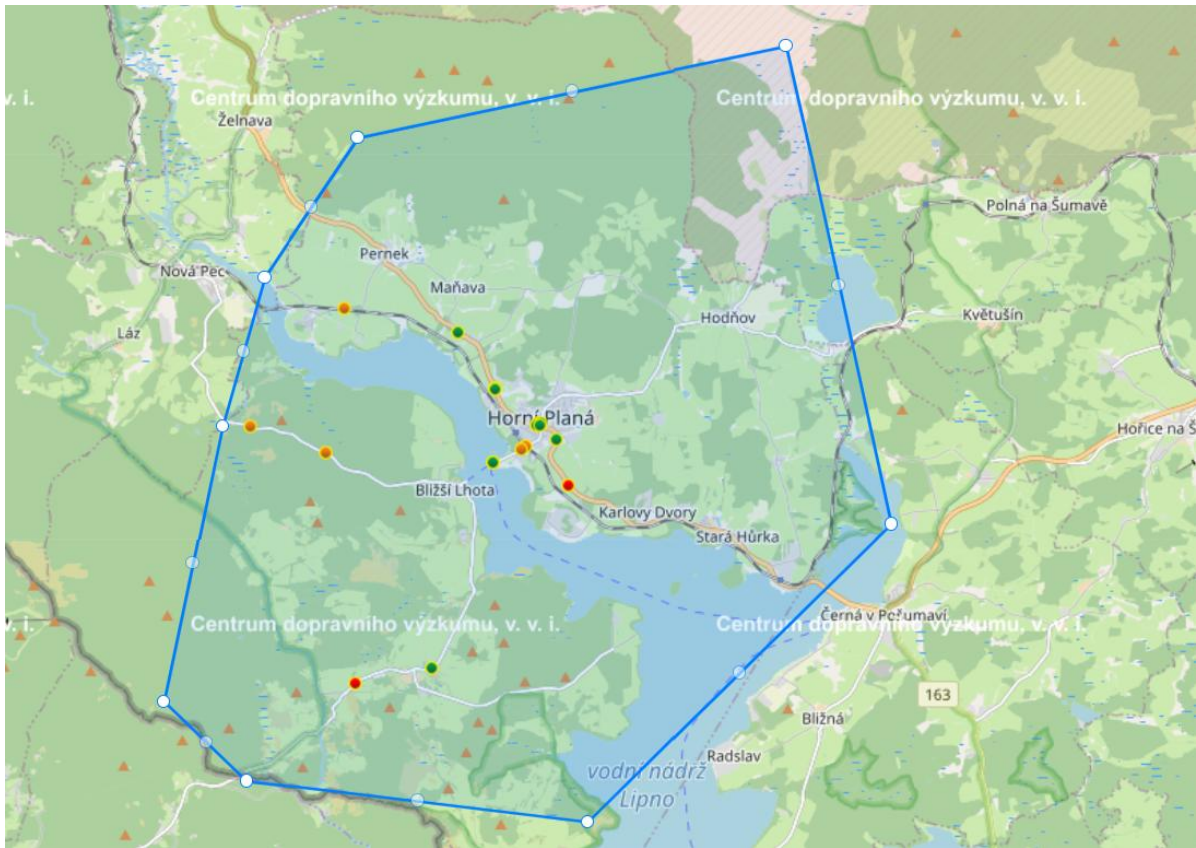 v. i.
Centrum dopravního výzkumu, v. v. i.
Centrum dopravního výzkumu, v. v. i.
Želnava
Polná na Šumavě
Pernek
Nová Pec
Maňava
Hodňov
Květušín
Láz
Horní Planá
Hořice na Š
Bližší Lhota
Karlovy Dvory
Stará Hůrka
Černá v Pošumaví
v. i.
Centrum dopravního výzkumu, v. v. i.
Centrum dopravního výzkumu, v. v. i.
163
Bližná
Radslav
vodní nádrž
Lipno